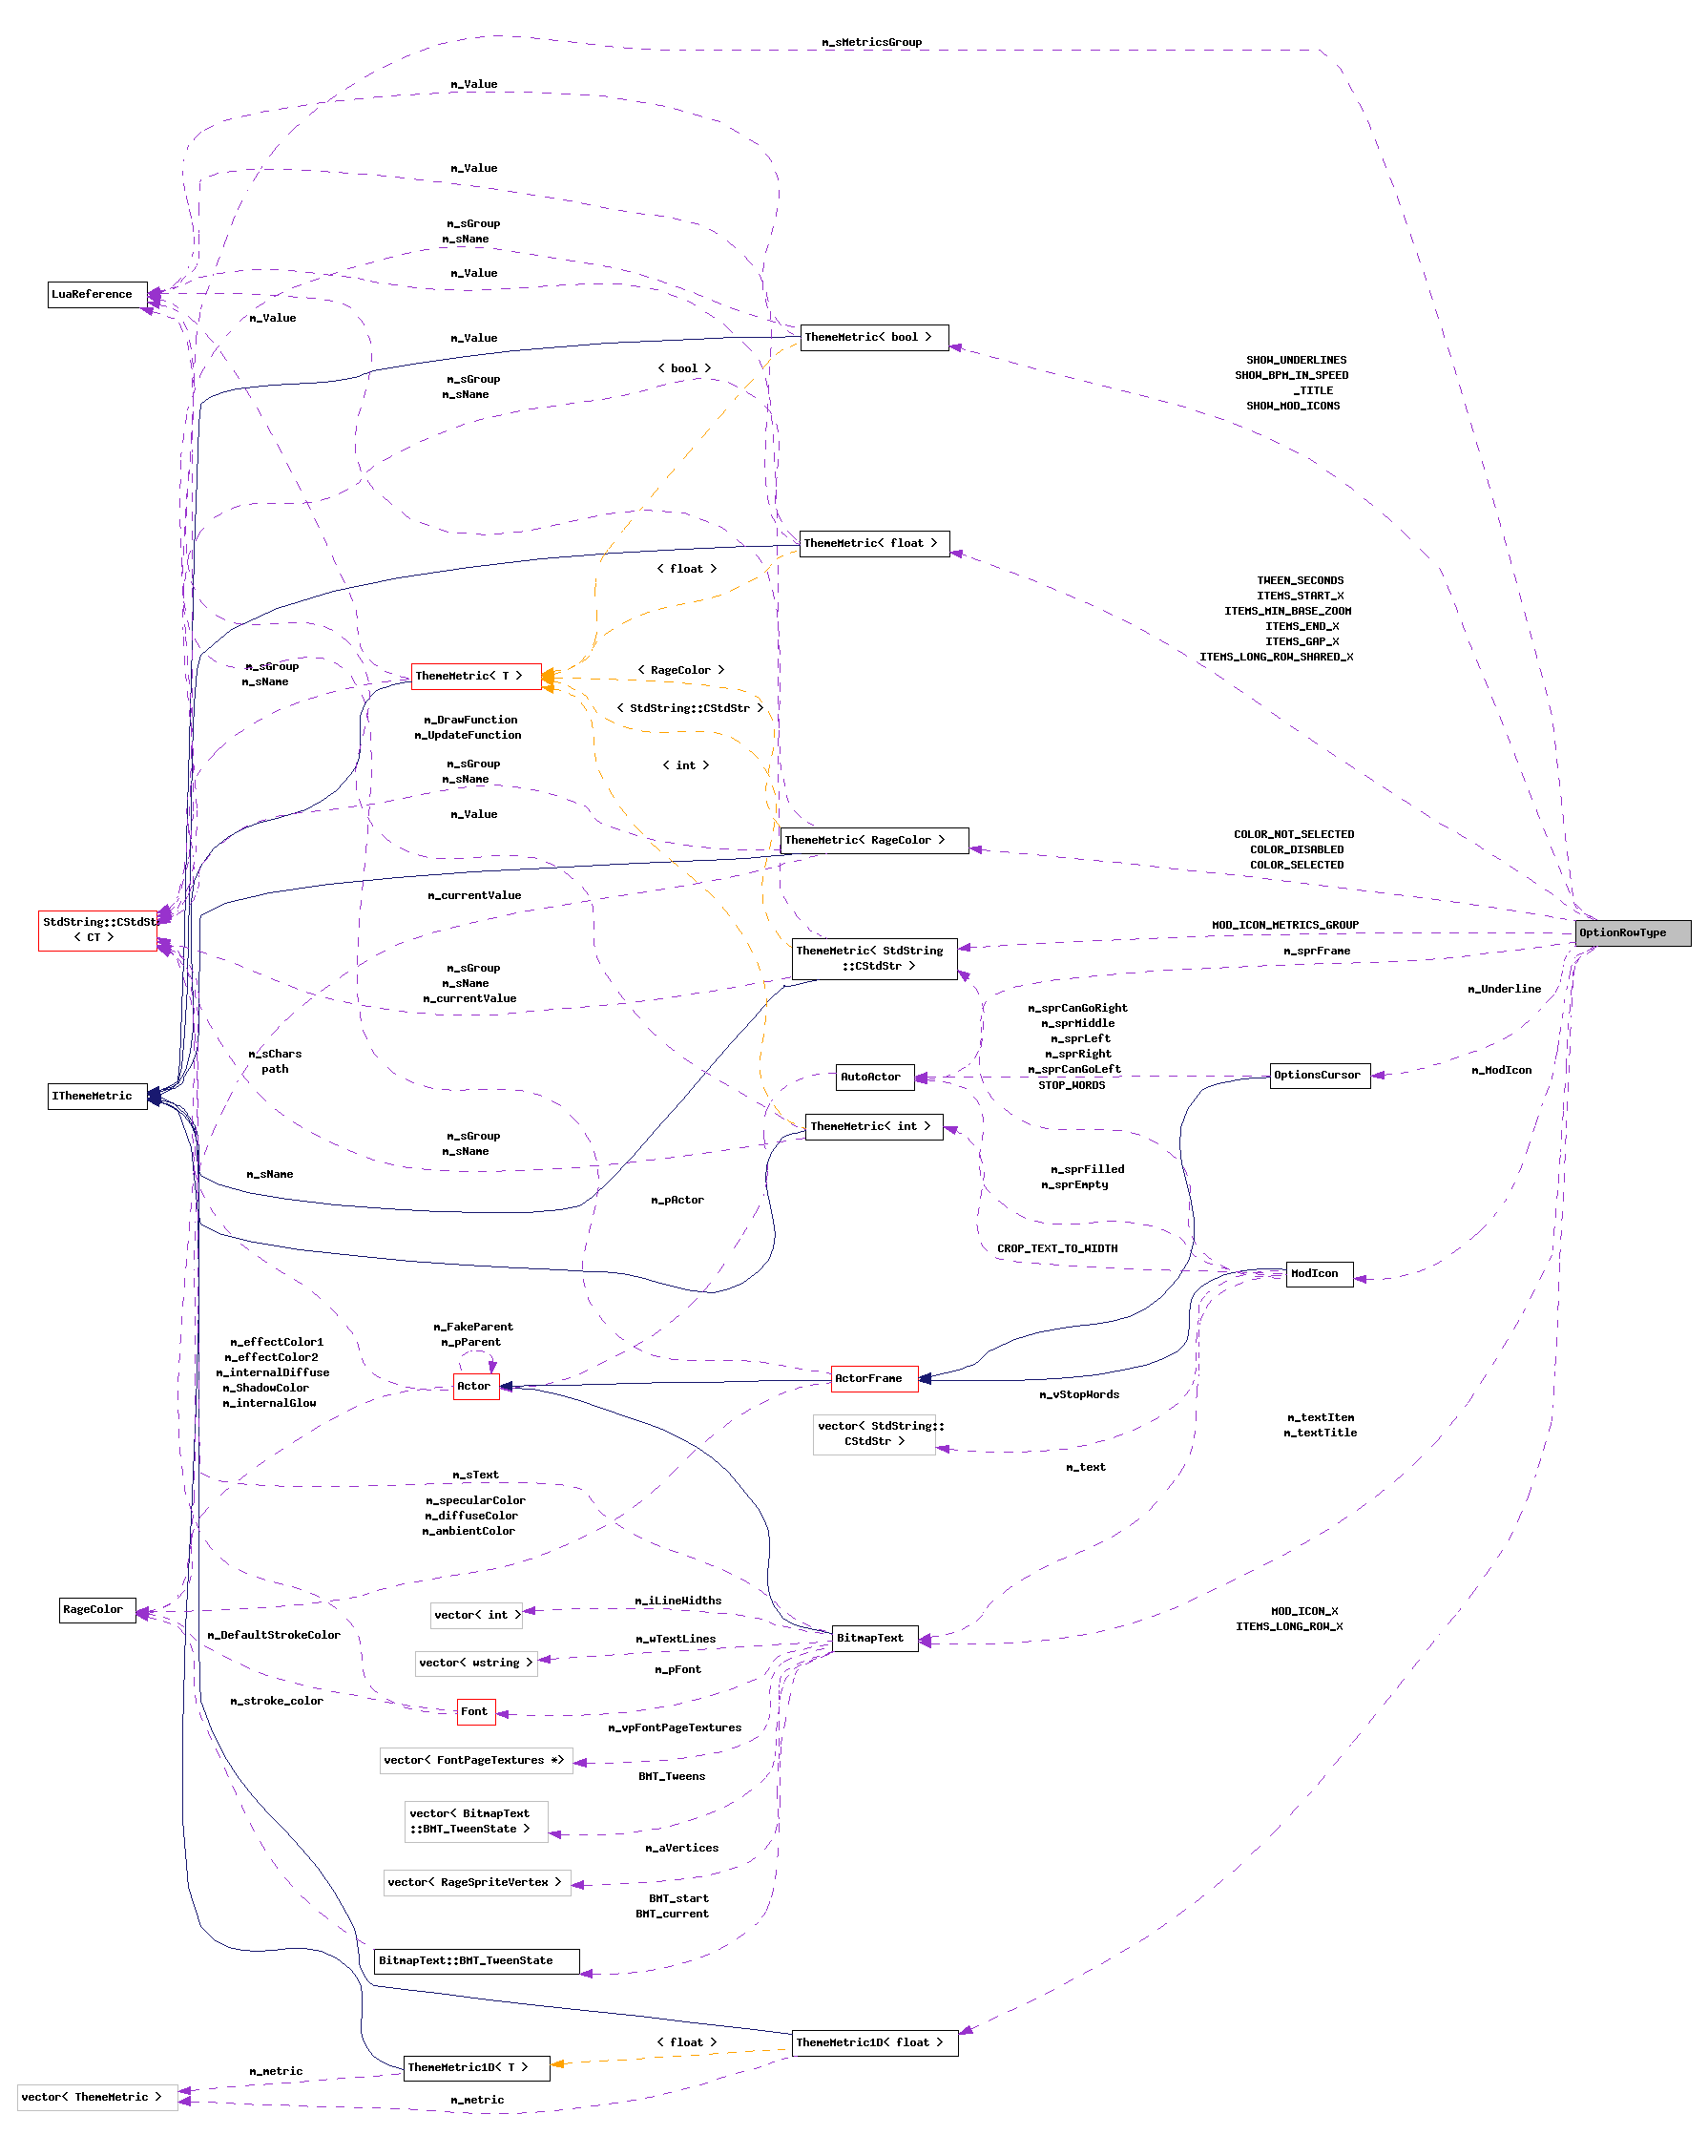 m_sMetricsGroup
m_Value
m_Value
m_sGroup
m_sName
m_Value
LuaReference
m_Value
m_Value
ThemeMetric< bool >
< bool >
m_sGroup
m_sName
SHOW_UNDERLINES
SHOW_BPM_IN_SPEED
_TITLE
SHOW_MOD_ICONS
ThemeMetric< float >
< float >
TWEEN_SECONDS
ITEMS_START_X
ITEMS_MIN_BASE_ZOOM
ITEMS_END_X
ITEMS_GAP_X
ITEMS_LONG_ROW_SHARED_X
m_sGroup
m_sName
ThemeMetric< T >
< RageColor >
< StdString::CStdStr >
m_DrawFunction
m_UpdateFunction
< int >
m_sGroup
m_sName
m_Value
ThemeMetric< RageColor >
COLOR_NOT_SELECTED
COLOR_DISABLED
COLOR_SELECTED
m_currentValue
StdString::CStdStr
< CT >
MOD_ICON_METRICS_GROUP
OptionRowType
m_sprFrame
ThemeMetric< StdString
::CStdStr >
m_sGroup
m_sName
m_currentValue
m_Underline
m_sprCanGoRight
m_sprMiddle
m_sprLeft
m_sprRight
m_sprCanGoLeft
STOP_WORDS
m_sChars
path
AutoActor
OptionsCursor
m_ModIcon
IThemeMetric
ThemeMetric< int >
m_sGroup
m_sName
m_sName
m_sprFilled
m_sprEmpty
m_pActor
CROP_TEXT_TO_WIDTH
ModIcon
m_FakeParent
m_pParent
m_effectColor1
m_effectColor2
m_internalDiffuse
m_ShadowColor
m_internalGlow
Actor
ActorFrame
m_vStopWords
vector< StdString::
CStdStr >
m_textItem
m_textTitle
m_text
m_sText
m_specularColor
m_diffuseColor
m_ambientColor
RageColor
vector< int >
m_iLineWidths
MOD_ICON_X
ITEMS_LONG_ROW_X
m_DefaultStrokeColor
m_wTextLines
BitmapText
vector< wstring >
m_pFont
m_stroke_color
Font
m_vpFontPageTextures
vector< FontPageTextures *>
BMT_Tweens
vector< BitmapText
::BMT_TweenState >
m_aVertices
vector< RageSpriteVertex >
BMT_start
BMT_current
BitmapText::BMT_TweenState
< float >
ThemeMetric1D< float >
ThemeMetric1D< T >
m_metric
vector< ThemeMetric >
m_metric